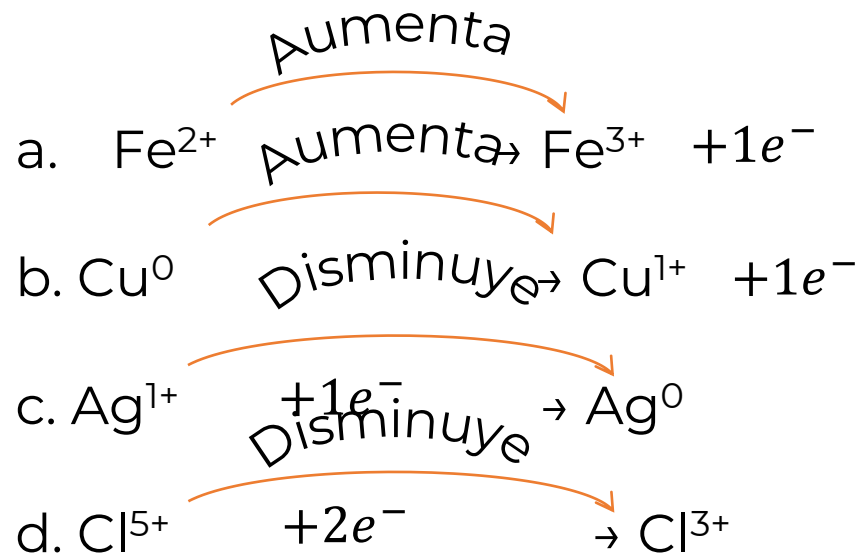 Aumenta
a. Fe²⁺ → Fe³⁺ +1e⁻
Aumenta
b. Cu⁰ → Cu¹⁺ +1e⁻
Disminuye
c. Ag¹⁺ +1e⁻ → Ag⁰
Disminuye
d. Cl⁵⁺ +2e⁻ → Cl³⁺